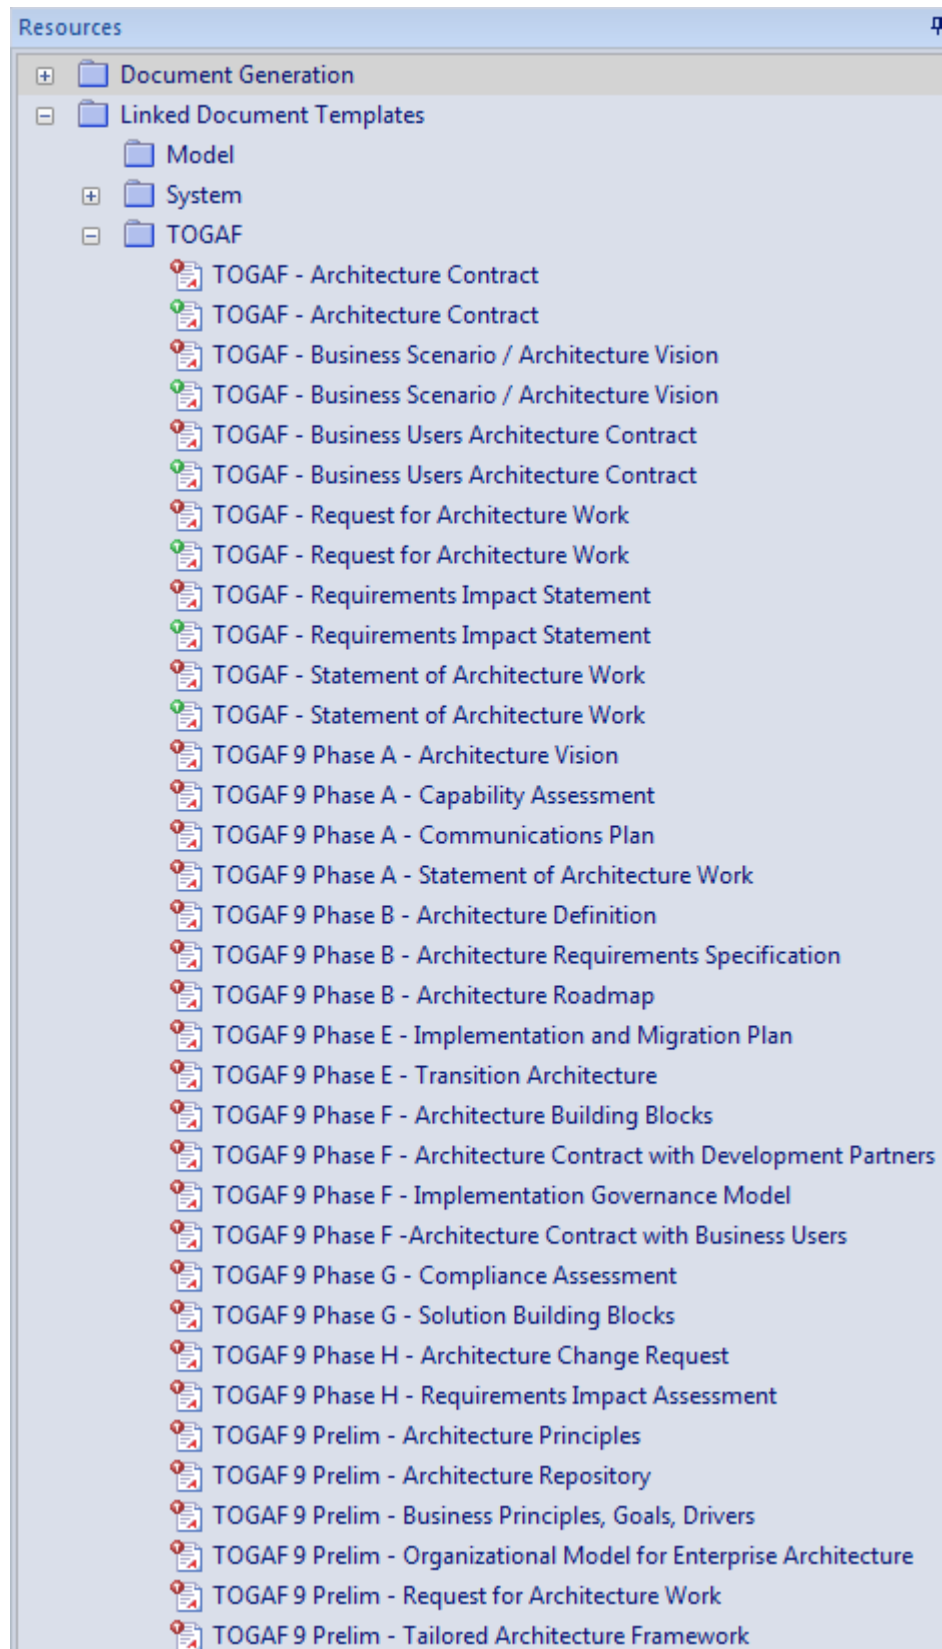 Resources
Document Generation
Linked Document Templates
Model
System
TOGAF
TOGAF - Architecture Contract
TOGAF - Architecture Contract
TOGAF - Business Scenario / Architecture Vision
TOGAF - Business Scenario / Architecture Vision
TOGAF - Business Users Architecture Contract
TOGAF - Business Users Architecture Contract
TOGAF - Request for Architecture Work
TOGAF - Request for Architecture Work
TOGAF - Requirements Impact Statement
TOGAF - Requirements Impact Statement
TOGAF - Statement of Architecture Work
TOGAF - Statement of Architecture Work
TOGAF 9 Phase A - Architecture Vision
TOGAF 9 Phase A - Capability Assessment
TOGAF 9 Phase A - Communications Plan
TOGAF 9 Phase A - Statement of Architecture Work
TOGAF 9 Phase B - Architecture Definition
TOGAF 9 Phase B - Architecture Requirements Specification
TOGAF 9 Phase B - Architecture Roadmap
TOGAF 9 Phase E - Implementation and Migration Plan
TOGAF 9 Phase E - Transition Architecture
TOGAF 9 Phase F - Architecture Building Blocks
TOGAF 9 Phase F - Architecture Contract with Development Partners
TOGAF 9 Phase F - Implementation Governance Model
TOGAF 9 Phase F -Architecture Contract with Business Users
TOGAF 9 Phase G - Compliance Assessment
TOGAF 9 Phase G - Solution Building Blocks
TOGAF 9 Phase H - Architecture Change Request
TOGAF 9 Phase H - Requirements Impact Assessment
TOGAF 9 Prelim - Architecture Principles
TOGAF 9 Prelim - Architecture Repository
TOGAF 9 Prelim - Business Principles, Goals, Drivers
TOGAF 9 Prelim - Organizational Model for Enterprise Architecture
TOGAF 9 Prelim - Request for Architecture Work
TOGAF 9 Prelim - Tailored Architecture Framework